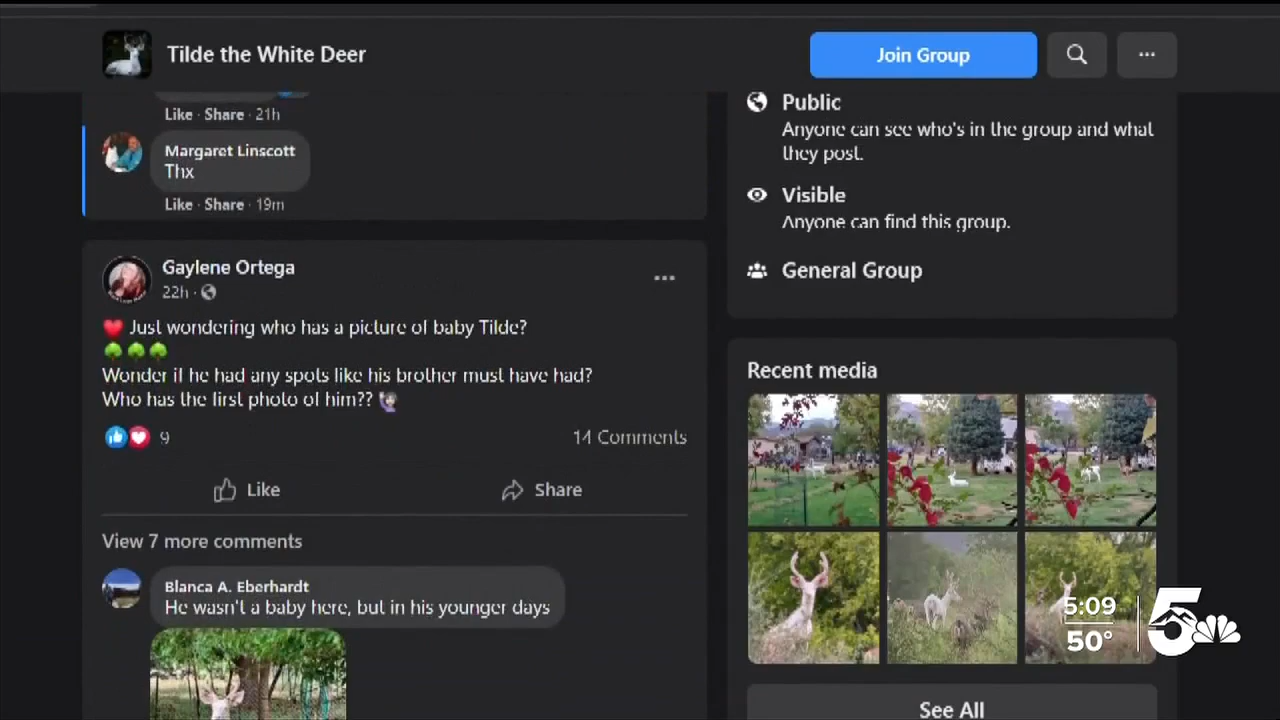 Tilde the White Deer
Join Group
Like · Share · 21h
Margaret Linscott
Thx
Like · Share · 19m
Gaylene Ortega
22h ·
Just wondering who has a picture of baby Tilde?
Wonder if he had any spots like his brother must have had?
Who has the first photo of him??
9
14 Comments
Like
Share
View 7 more comments
Blanca A. Eberhardt
He wasn't a baby here, but in his younger days
Public
Anyone can see who's in the group and what
they post.
Visible
Anyone can find this group.
General Group
Recent media
See All
5:09
50°
5